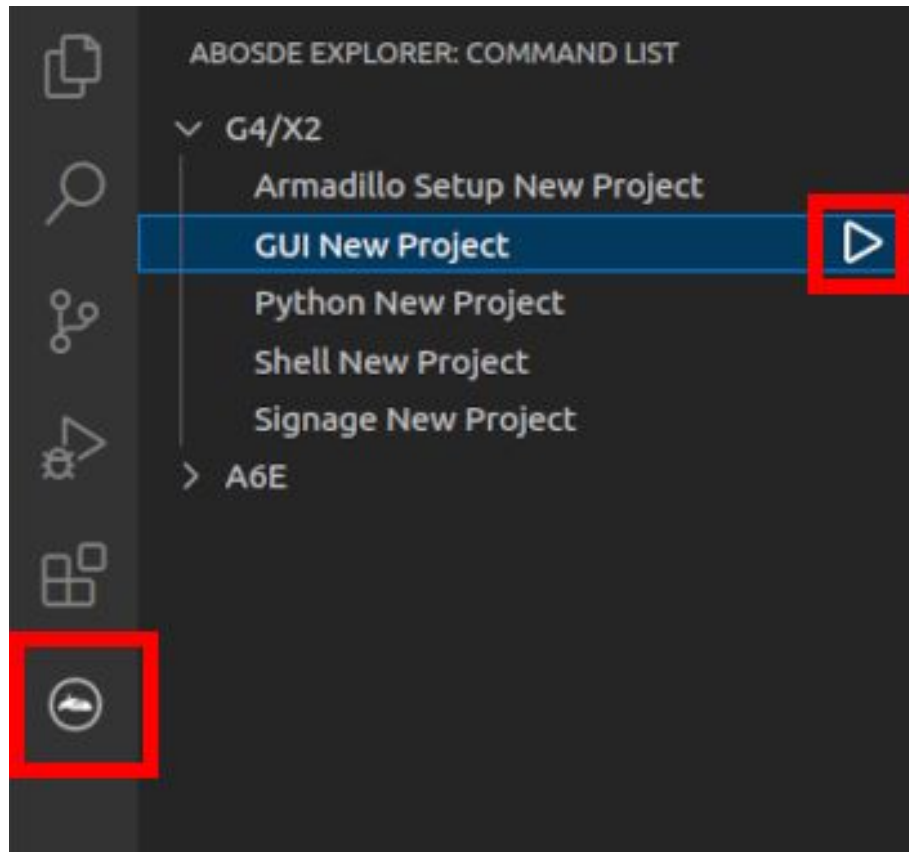 ABOSDE EXPLORER: COMMAND LIST
G4/X2
Armadillo Setup New Project
GUI New Project
Python New Project
Shell New Project
Signage New Project
A6E